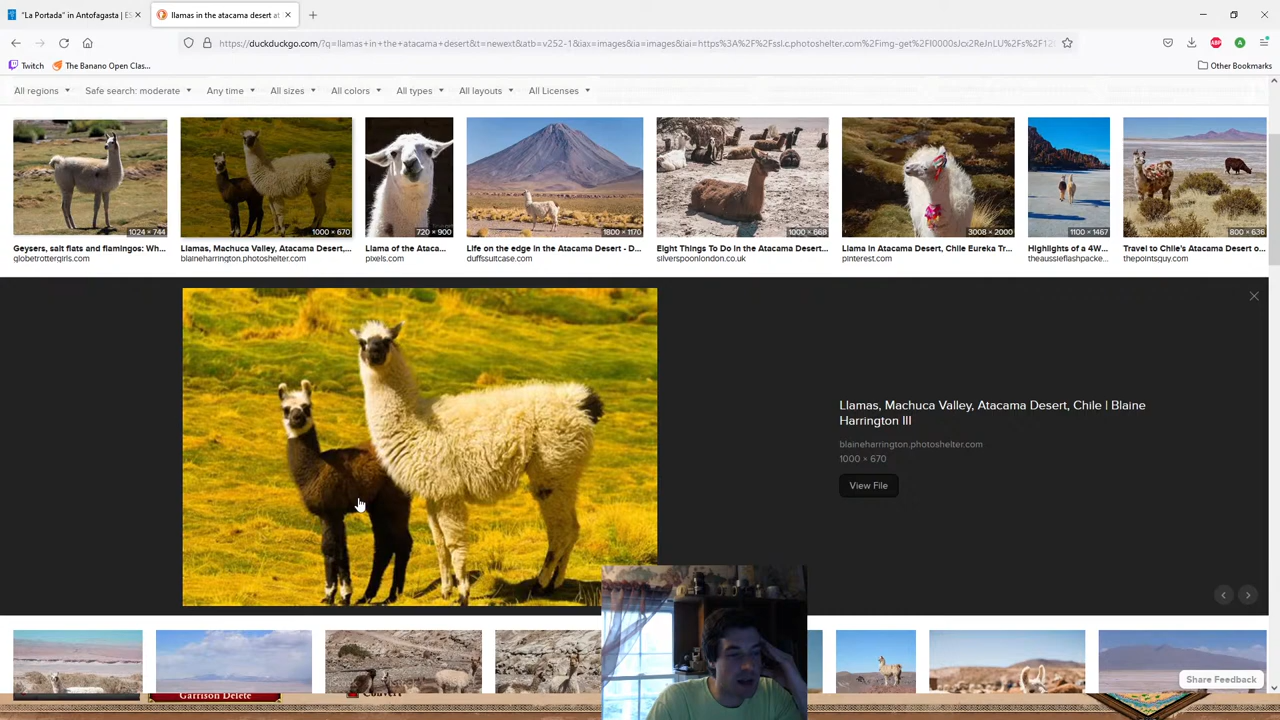 "La Portada" in Antofagasta | E
llamas in the atacama desert at
https://duckduckgo.com/?q=llamas+in+the+atacama+desert&t=newext&atb=v252-1&iax=images&ia=images&iai=https%3A%2F%2Fssl.c.photoshelter.com%2Fimg-get
Twitch
The Banano Open Clas...
Other Bookmarks
All regions
Safe search: moderate
Any time
All sizes
All colors
All types
All layouts
All Licenses
1024 × 744
1000 × 670
720 × 900
1800 × 1170
1000 × 668
3008 × 2000
1100 × 1467
800 × 636
Geysers, salt flats and flamingos: Wh...
Llamas, Machuca Valley, Atacama Desert,...
Llama of the Ataca...
Life on the edge in the Atacama Desert - D...
Eight Things To Do in the Atacama Desert...
Llama in Atacama Desert, Chile Eureka Tr...
Highlights of a 4W...
Travel to Chile's Atacama Desert o...
globetrottergirls.com
blaineharrington.photoshelter.com
pixels.com
duffssuitcase.com
silverspoonlondon.co.uk
pinterest.com
theaussieflashpacke...
thepointsguy.com
Llamas, Machuca Valley, Atacama Desert, Chile | Blaine
Harrington III
blaineharrington.photoshelter.com
1000 × 670
View File
Share Feedback
Garrison Delete
Convert